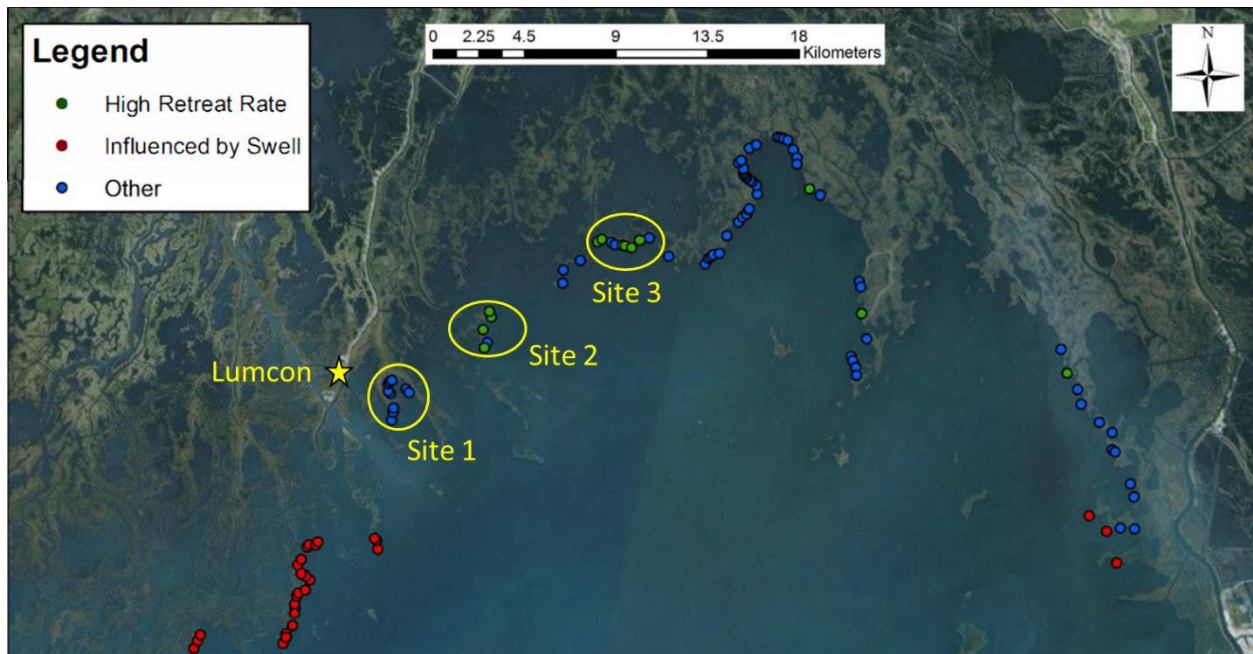 Legend
High Retreat Rate
Influenced by Swell
Other
0 2.25 4.5 9 13.5 18
Kilometers
N
Site 3
Site 2
Lumcon
Site 1